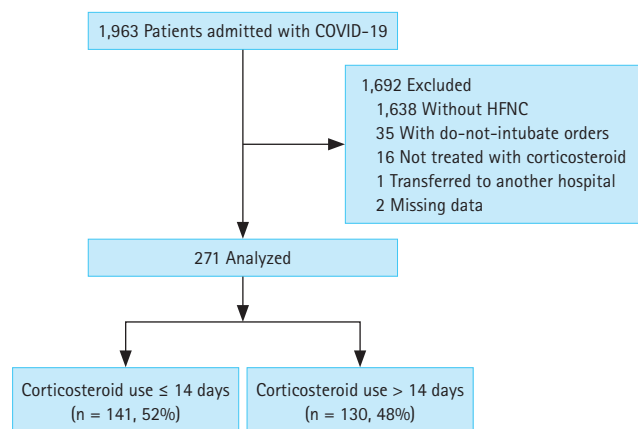 1,963 Patients admitted with COVID-19
1,692 Excluded
1,638 Without HFNC
35 With do-not-intubate orders
16 Not treated with corticosteroid
1 Transferred to another hospital
2 Missing data
271 Analyzed
Corticosteroid use ≤ 14 days
(n = 141, 52%)
Corticosteroid use > 14 days
(n = 130, 48%)